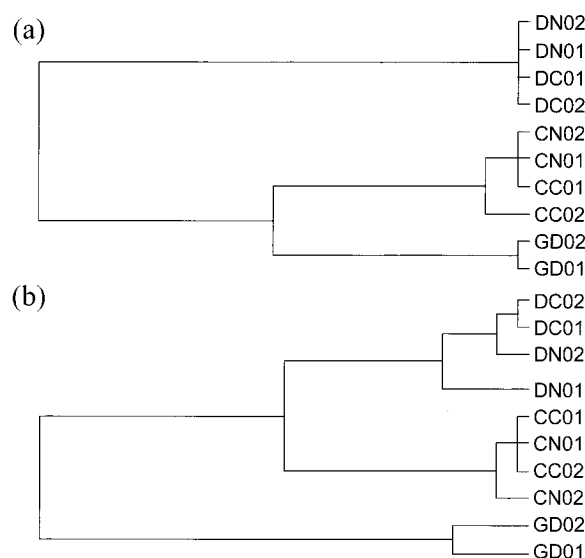 (a)
DN02
DN01
DC01
DC02
CN02
CN01
CC01
CC02
GD02
GD01
(b)
DC02
DC01
DN02
DN01
CC01
CN01
CC02
CN02
GD02
GD01